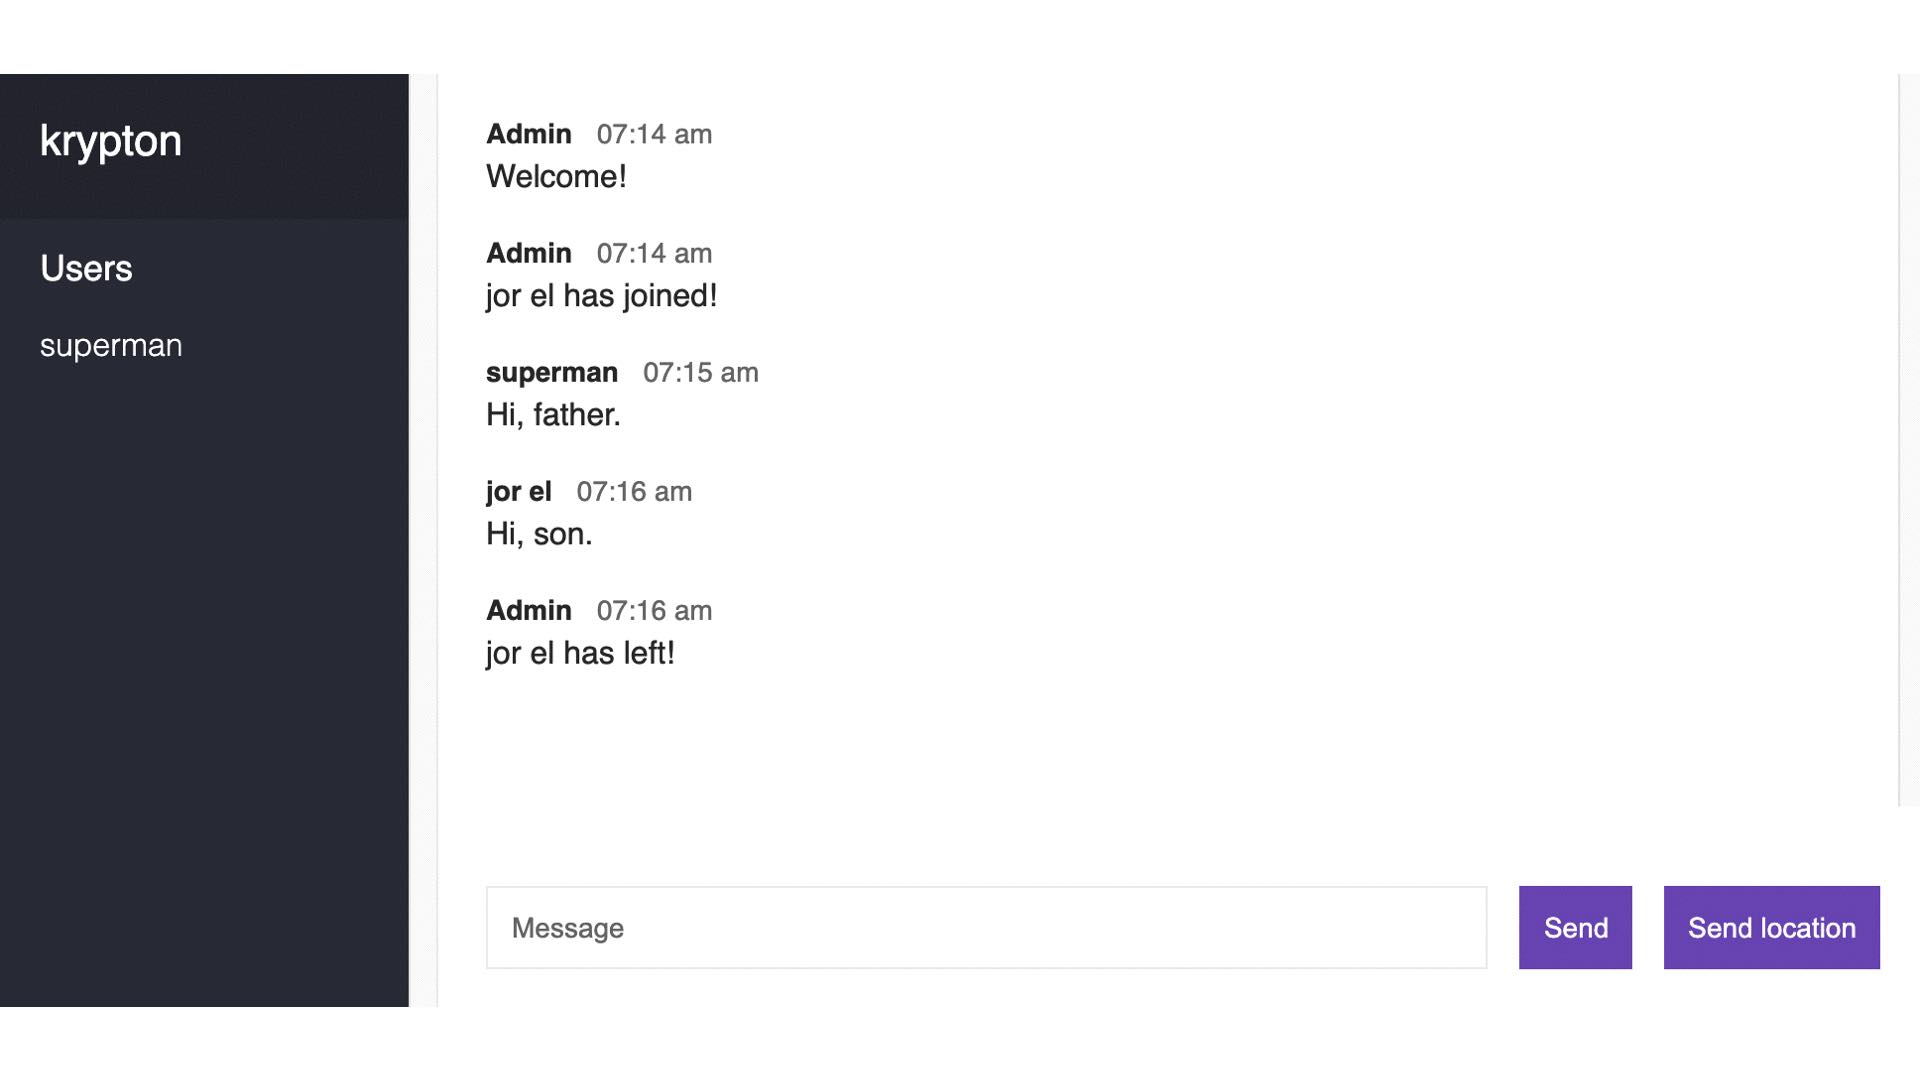 krypton
Users
superman
Admin 07:14 am
Welcome!
Admin 07:14 am
jor el has joined!
superman 07:15 am
Hi, father.
jor el 07:16 am
Hi, son.
Admin 07:16 am
jor el has left!
Message
Send
Send location